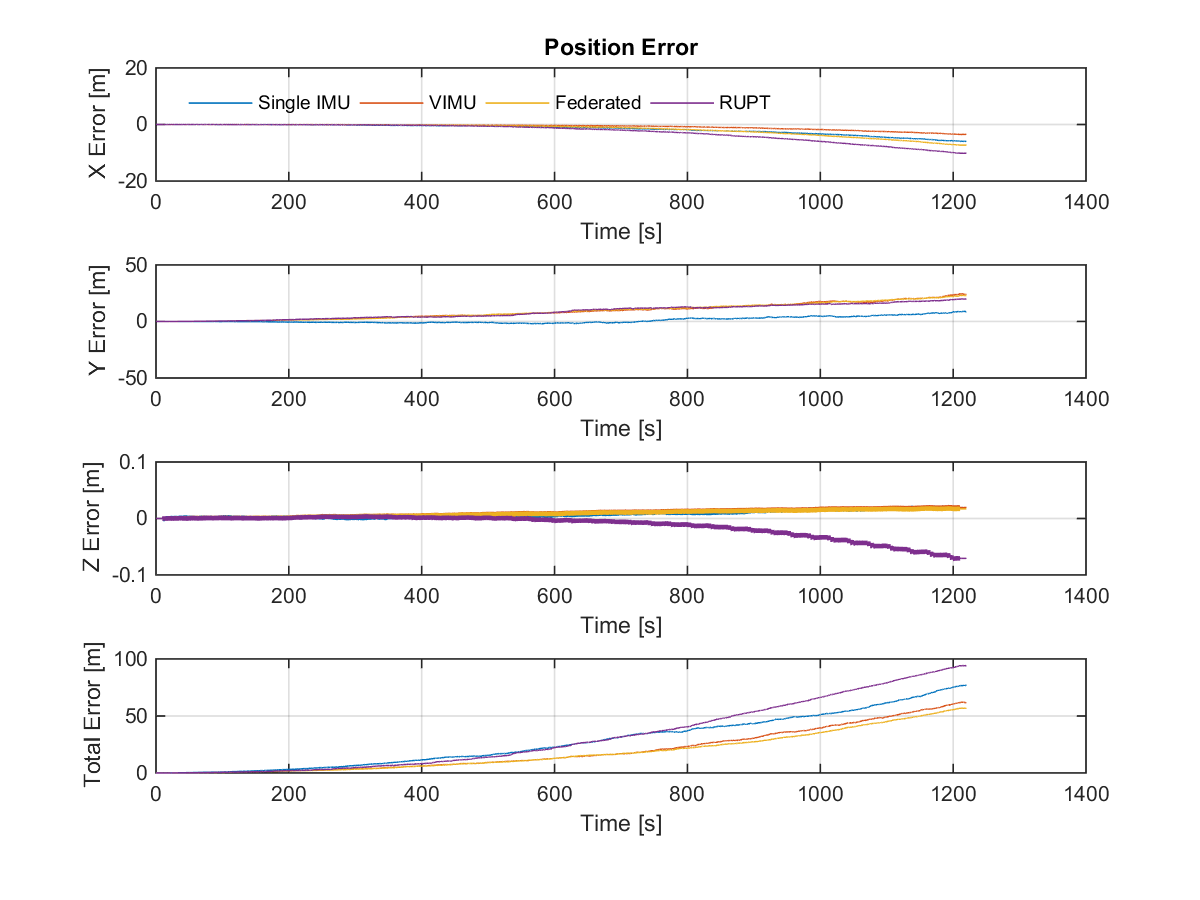 Position Error
20
0
-20
X Error [m]
Single IMU VIMU Federated RUPT
0 200 400 600 800 1000 1200 1400
Time [s]
50
0
-50
Y Error [m]
0 200 400 600 800 1000 1200 1400
Time [s]
0.1
0
-0.1
Z Error [m]
0 200 400 600 800 1000 1200 1400
Time [s]
100
50
0
Total Error [m]
0 200 400 600 800 1000 1200 1400
Time [s]